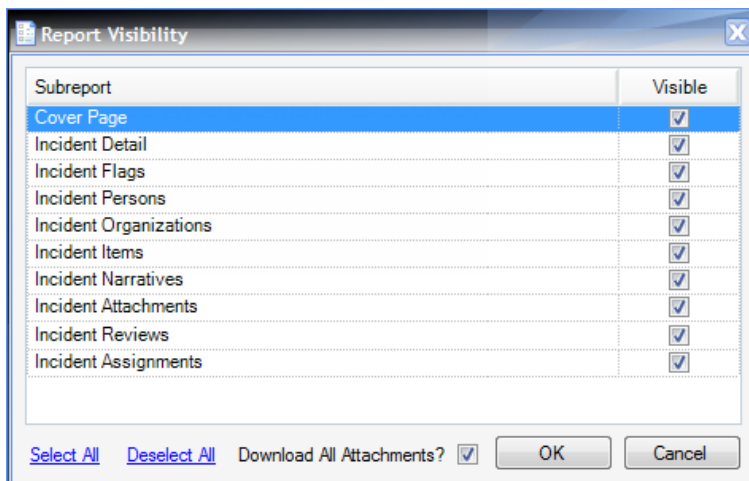 Report Visibility
Subreport Visible
Cover Page
Incident Detail
Incident Flags
Incident Persons
Incident Organizations
Incident Items
Incident Narratives
Incident Attachments
Incident Reviews
Incident Assignments
Select All Deselect All Download All Attachments? OK Cancel